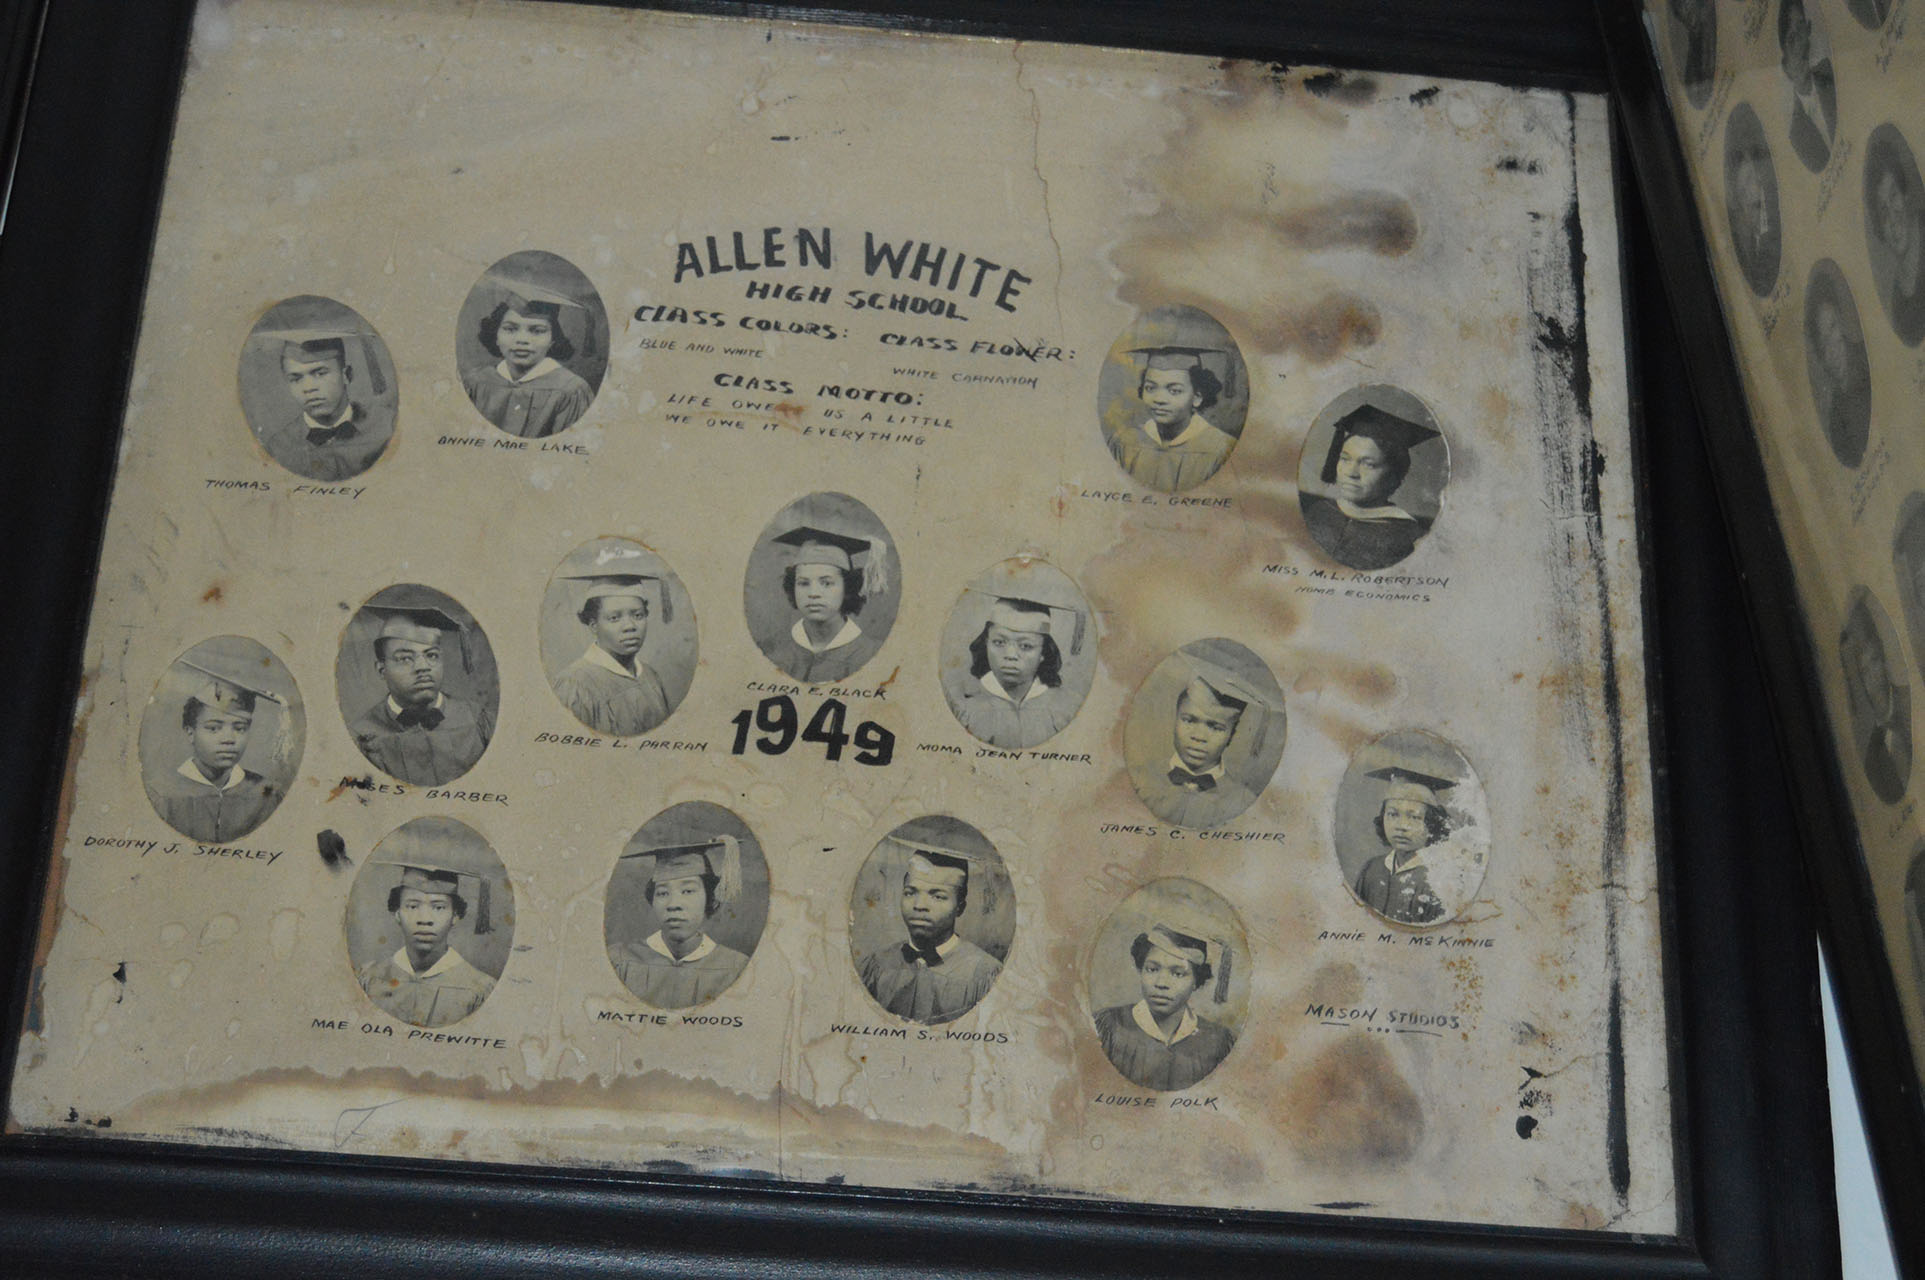 ALLEN WHITE
HIGH SCHOOL
CLASS COLORS: CLASS FLOWER:
BLUE AND WHITE
WHITE CARNATION
CLASS MOTTO:
LIFE OWE US A LITTLE
WE OWE IT EVERYTHING
THOMAS FINLEY
ANNIE MAE LAKE
LAYCE E. GREENE
MISS M. L. ROBERTSON
HOME ECONOMICS
DOROTHY J. SHERLEY
MOSES BARBER
BOBBIE L. PARRAN
CLARA E. BLACK
1949
MOMA JEAN TURNER
JAMES C. CHESHIER
ANNIE M. McKINNIE
MAE OLA PREWITTE
MATTIE WOODS
WILLIAM S. WOODS
LOUISE POLK
MASON STUDIOS